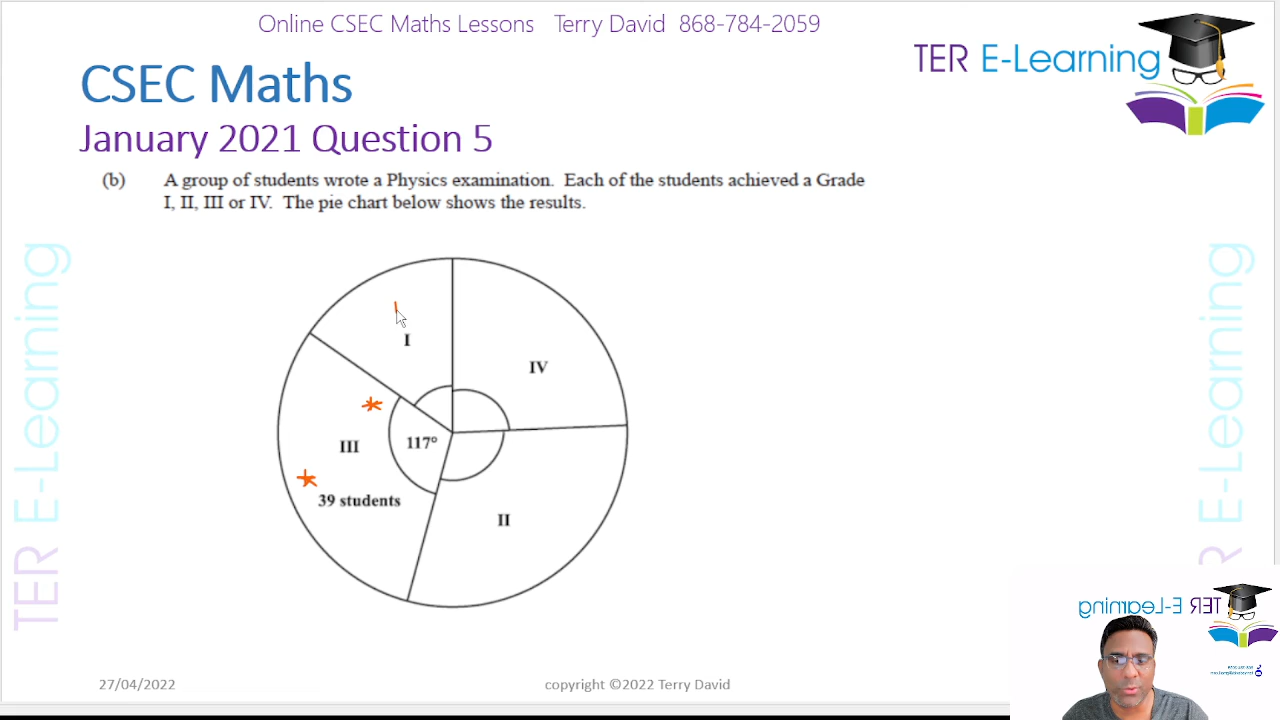 Online CSEC Maths Lessons Terry David 868-784-2059
TER E-Learning
CSEC Maths
January 2021 Question 5
(b) A group of students wrote a Physics examination. Each of the students achieved a Grade
I, II, III or IV. The pie chart below shows the results.
TER E-Learning
TER E-Learning
I
IV
III
117°
39 students
II
TER E-Learning
27/04/2022
copyright ©2022 Terry David